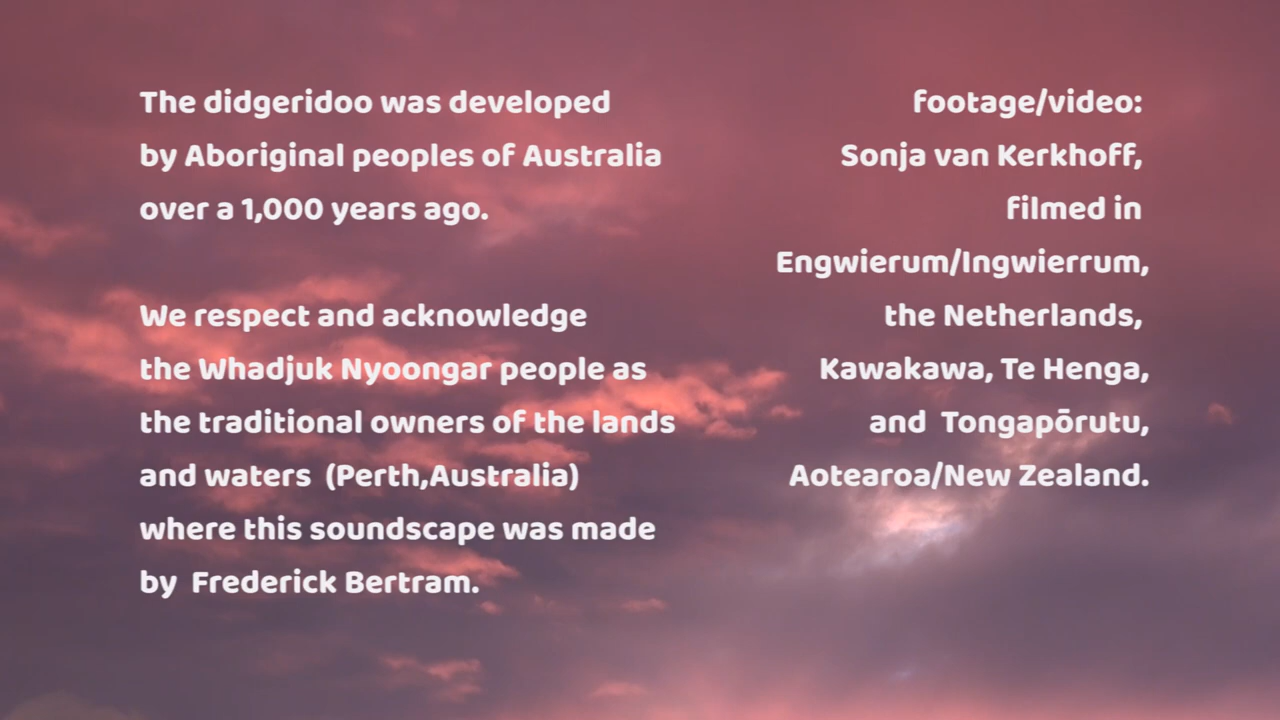 The didgeridoo was developed
by Aboriginal peoples of Australia
over a 1,000 years ago.
We respect and acknowledge
the Whadjuk Nyoongar people as
the traditional owners of the lands
and waters  (Perth,Australia)
where this soundscape was made
by  Frederick Bertram.
footage/video:
Sonja van Kerkhoff,
filmed in
Engwierum/Ingwierrum,
the Netherlands,
Kawakawa, Te Henga,
and  Tongapōrutu,
Aotearoa/New Zealand.